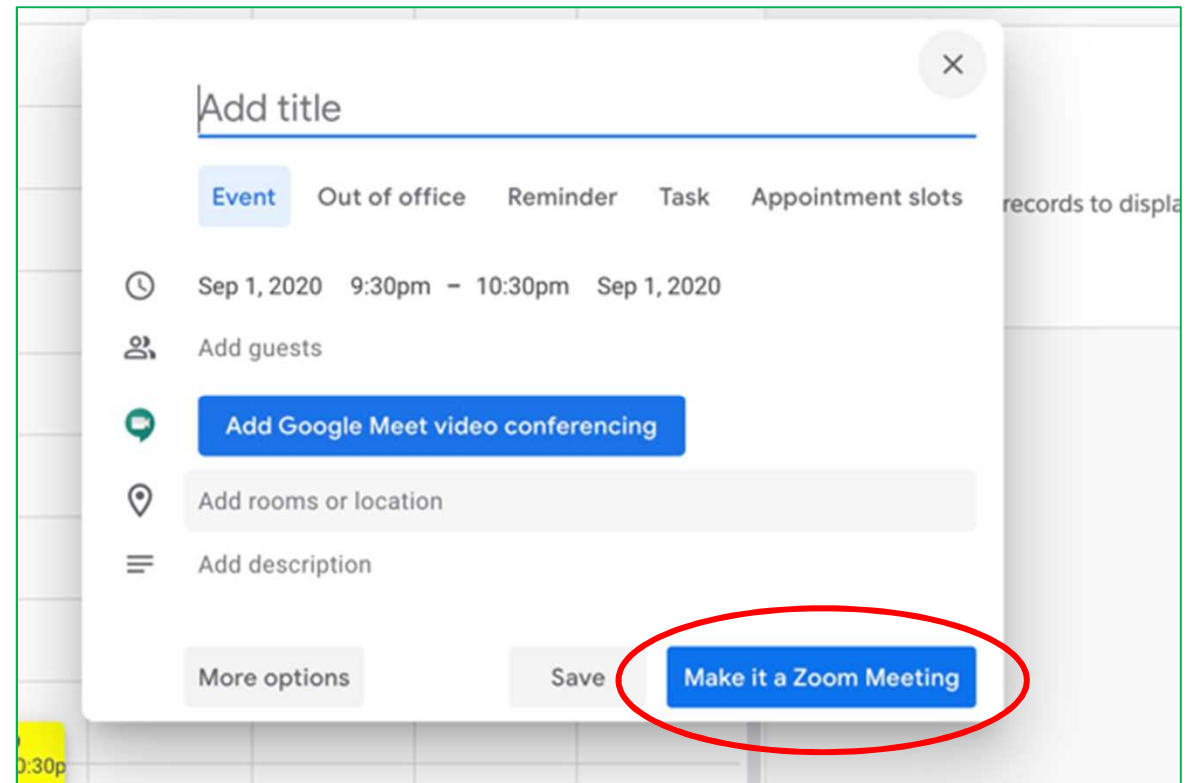 Add title
Event Out of office Reminder Task Appointment slots
records to displa
Sep 1, 2020 9:30pm – 10:30pm Sep 1, 2020
Add guests
Add Google Meet video conferencing
Add rooms or location
Add description
More options Save Make it a Zoom Meeting
0:30p